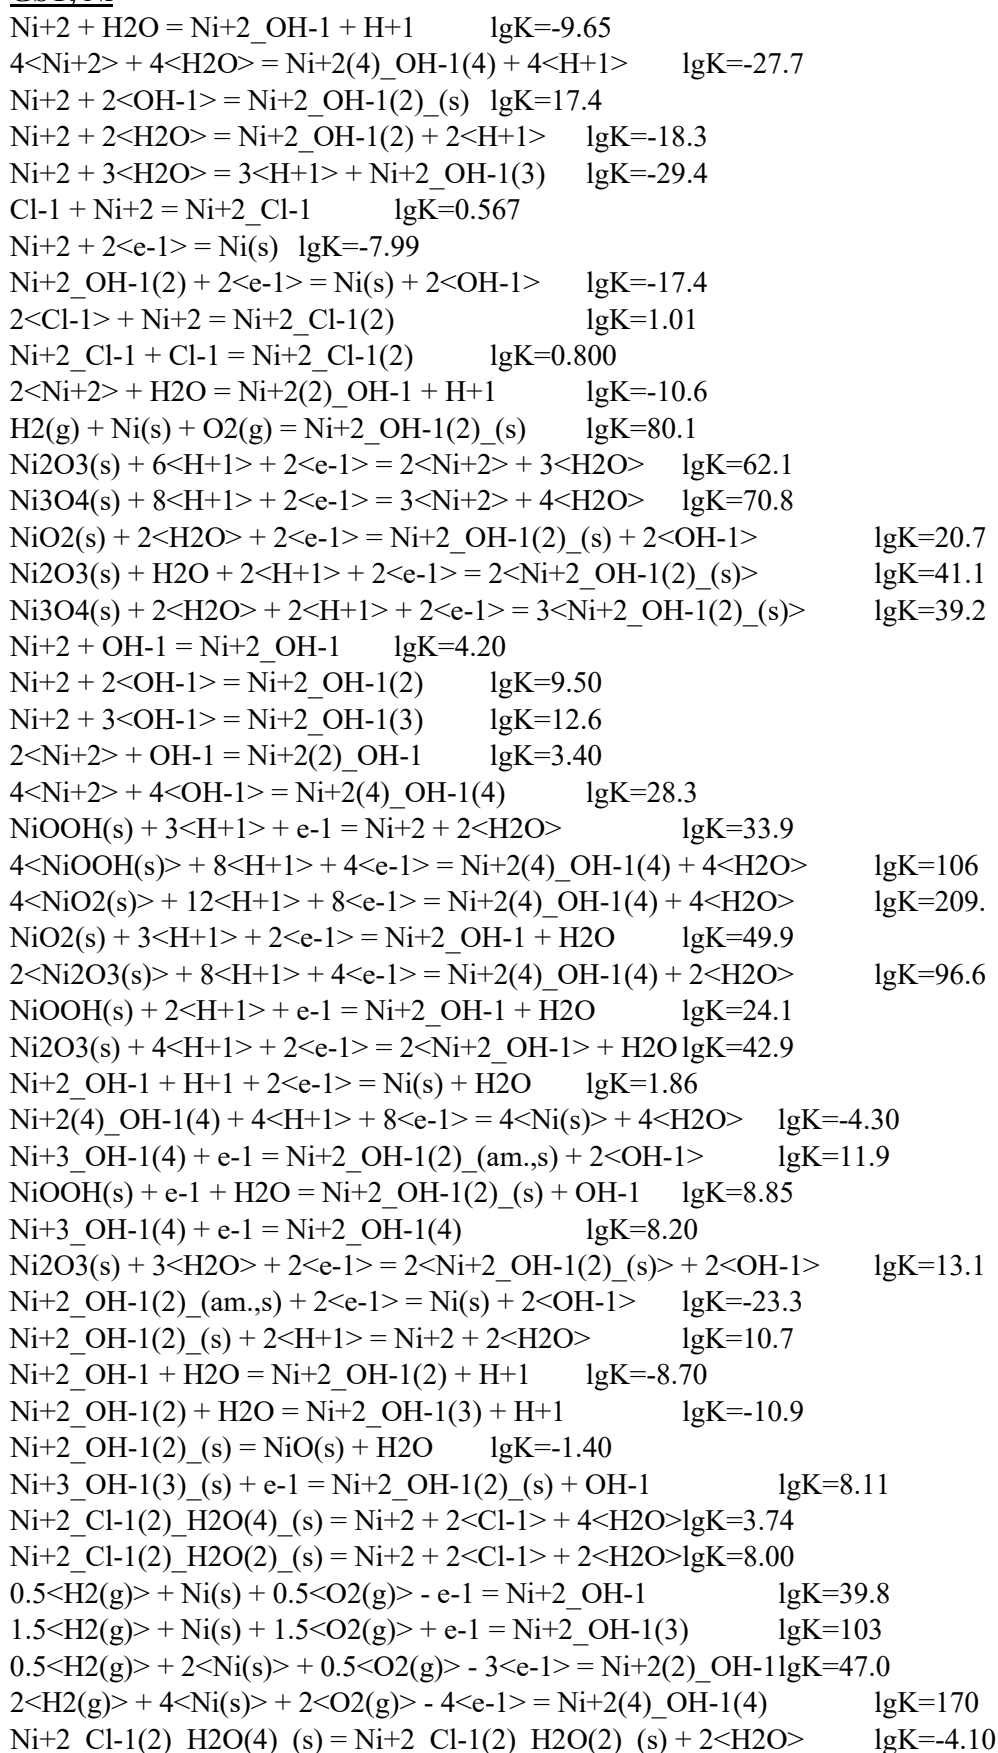 Ni+2 + H2O = Ni+2_OH-1 + H+1 lgK=-9.65
4<Ni+2> + 4<H2O> = Ni+2(4)_OH-1(4) + 4<H+1> lgK=-27.7
Ni+2 + 2<OH-1> = Ni+2_OH-1(2)_(s) lgK=17.4
Ni+2 + 2<H2O> = Ni+2_OH-1(2) + 2<H+1> lgK=-18.3
Ni+2 + 3<H2O> = 3<H+1> + Ni+2_OH-1(3) lgK=-29.4
Cl-1 + Ni+2 = Ni+2_Cl-1 lgK=0.567
Ni+2 + 2<e-1> = Ni(s) lgK=-7.99
Ni+2_OH-1(2) + 2<e-1> = Ni(s) + 2<OH-1> lgK=-17.4
2<Cl-1> + Ni+2 = Ni+2_Cl-1(2) lgK=1.01
Ni+2_Cl-1 + Cl-1 = Ni+2_Cl-1(2) lgK=0.800
2<Ni+2> + H2O = Ni+2(2)_OH-1 + H+1 lgK=-10.6
H2(g) + Ni(s) + O2(g) = Ni+2_OH-1(2)_(s) lgK=80.1
Ni2O3(s) + 6<H+1> + 2<e-1> = 2<Ni+2> + 3<H2O> lgK=62.1
Ni3O4(s) + 8<H+1> + 2<e-1> = 3<Ni+2> + 4<H2O> lgK=70.8
NiO2(s) + 2<H2O> + 2<e-1> = Ni+2_OH-1(2)_(s) + 2<OH-1> lgK=20.7
Ni2O3(s) + H2O + 2<H+1> + 2<e-1> = 2<Ni+2_OH-1(2)_(s)> lgK=41.1
Ni3O4(s) + 2<H2O> + 2<H+1> + 2<e-1> = 3<Ni+2_OH-1(2)_(s)> lgK=39.2
Ni+2 + OH-1 = Ni+2_OH-1 lgK=4.20
Ni+2 + 2<OH-1> = Ni+2_OH-1(2) lgK=9.50
Ni+2 + 3<OH-1> = Ni+2_OH-1(3) lgK=12.6
2<Ni+2> + OH-1 = Ni+2(2)_OH-1 lgK=3.40
4<Ni+2> + 4<OH-1> = Ni+2(4)_OH-1(4) lgK=28.3
NiOOH(s) + 3<H+1> + e-1 = Ni+2 + 2<H2O> lgK=33.9
4<NiOOH(s)> + 8<H+1> + 4<e-1> = Ni+2(4)_OH-1(4) + 4<H2O> lgK=106
4<NiO2(s)> + 12<H+1> + 8<e-1> = Ni+2(4)_OH-1(4) + 4<H2O> lgK=209.
NiO2(s) + 3<H+1> + 2<e-1> = Ni+2_OH-1 + H2O lgK=49.9
2<Ni2O3(s)> + 8<H+1> + 4<e-1> = Ni+2(4)_OH-1(4) + 2<H2O> lgK=96.6
NiOOH(s) + 2<H+1> + e-1 = Ni+2_OH-1 + H2O lgK=24.1
Ni2O3(s) + 4<H+1> + 2<e-1> = 2<Ni+2_OH-1> + H2O lgK=42.9
Ni+2_OH-1 + H+1 + 2<e-1> = Ni(s) + H2O lgK=1.86
Ni+2(4)_OH-1(4) + 4<H+1> + 8<e-1> = 4<Ni(s)> + 4<H2O> lgK=-4.30
Ni+3_OH-1(4) + e-1 = Ni+2_OH-1(2)_(am.,s) + 2<OH-1> lgK=11.9
NiOOH(s) + e-1 + H2O = Ni+2_OH-1(2)_(s) + OH-1 lgK=8.85
Ni+3_OH-1(4) + e-1 = Ni+2_OH-1(4) lgK=8.20
Ni2O3(s) + 3<H2O> + 2<e-1> = 2<Ni+2_OH-1(2)_(s)> + 2<OH-1> lgK=13.1
Ni+2_OH-1(2)_(am.,s) + 2<e-1> = Ni(s) + 2<OH-1> lgK=-23.3
Ni+2_OH-1(2)_(s) + 2<H+1> = Ni+2 + 2<H2O> lgK=10.7
Ni+2_OH-1 + H2O = Ni+2_OH-1(2) + H+1 lgK=-8.70
Ni+2_OH-1(2) + H2O = Ni+2_OH-1(3) + H+1 lgK=-10.9
Ni+2_OH-1(2)_(s) = NiO(s) + H2O lgK=-1.40
Ni+3_OH-1(3)_(s) + e-1 = Ni+2_OH-1(2)_(s) + OH-1 lgK=8.11
Ni+2_Cl-1(2)_H2O(4)_(s) = Ni+2 + 2<Cl-1> + 4<H2O>lgK=3.74
Ni+2_Cl-1(2)_H2O(2)_(s) = Ni+2 + 2<Cl-1> + 2<H2O>lgK=8.00
0.5<H2(g)> + Ni(s) + 0.5<O2(g)> - e-1 = Ni+2_OH-1 lgK=39.8
1.5<H2(g)> + Ni(s) + 1.5<O2(g)> + e-1 = Ni+2_OH-1(3) lgK=103
0.5<H2(g)> + 2<Ni(s)> + 0.5<O2(g)> - 3<e-1> = Ni+2(2)_OH-1lgK=47.0
2<H2(g)> + 4<Ni(s)> + 2<O2(g)> - 4<e-1> = Ni+2(4)_OH-1(4) lgK=170
Ni+2_Cl-1(2)_H2O(4)_(s) = Ni+2_Cl-1(2)_H2O(2)_(s) + 2<H2O> lgK=-4.10